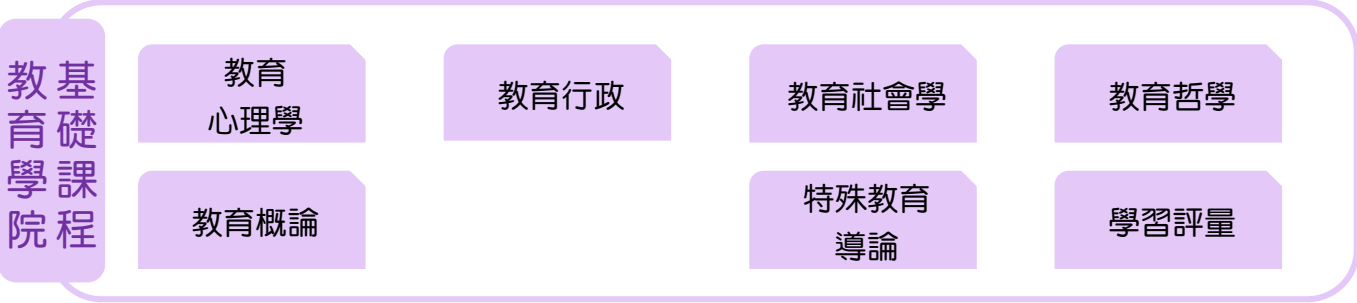 教育學院
基礎課程
教育
心理學
教育行政
教育社會學
教育哲學
教育概論
特殊教育
導論
學習評量